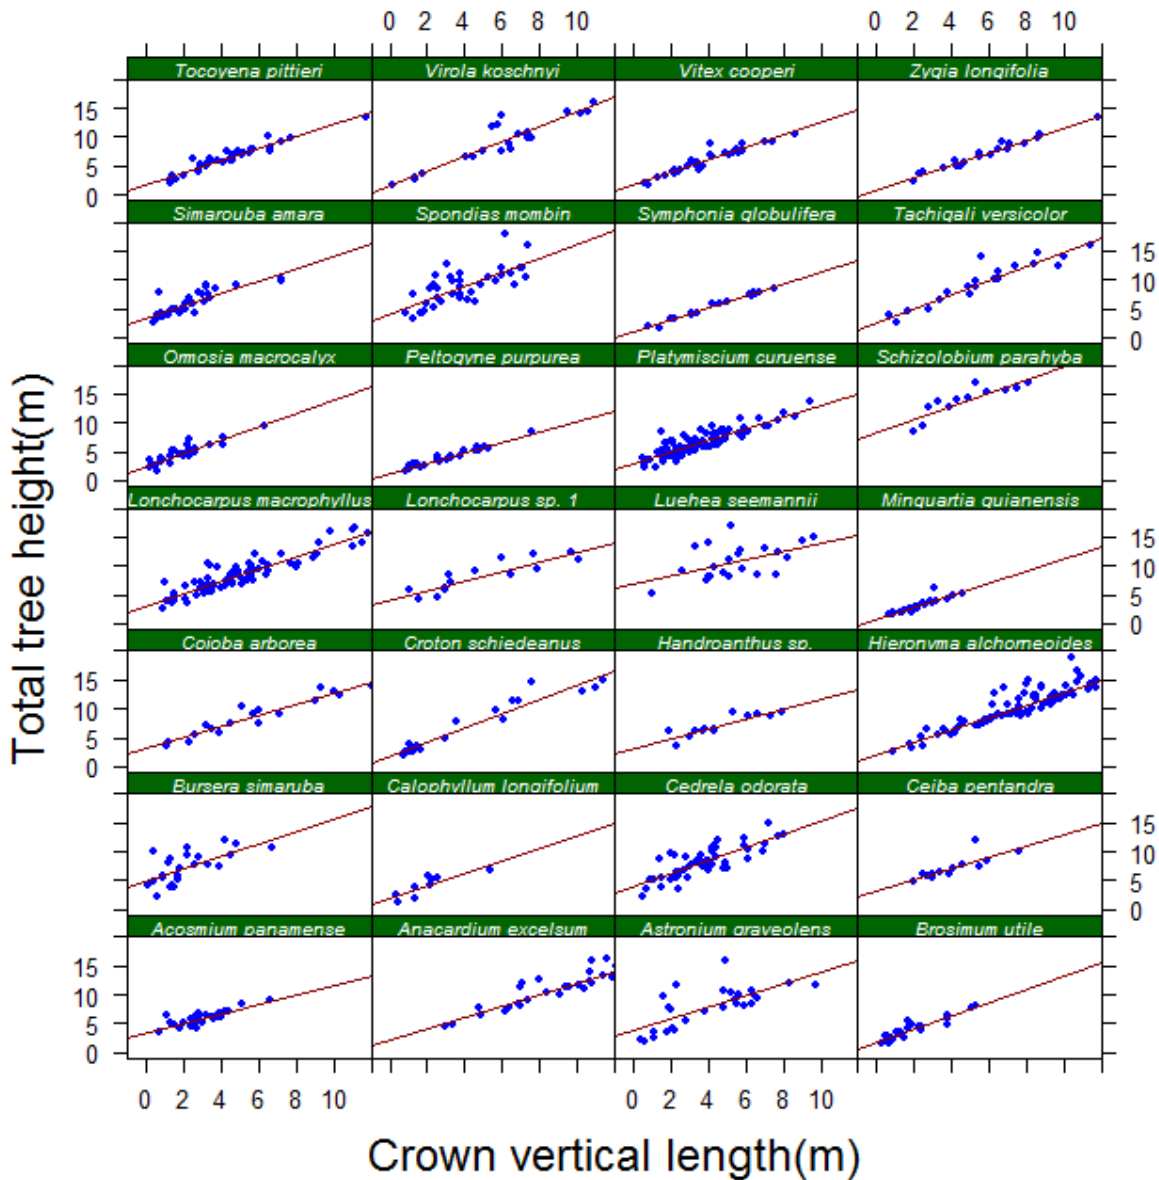 0 2 4 6 8 10 0 2 4 6 8 10
Tocoyena pittieri Virola koschnyi Vitex cooperi Zygia longifolia
15
10
5
0
Simarouba amara Spondias mombin Symphonia globulifera Tachigali versicolor
15
10
5
0
Ormosia macrocalyx Peltogyne purpurea Platymiscium curuense Schizolobium parahyba
15
10
5
0
Lonchocarpus macrophyllus Lonchocarpus sp. 1 Luehea seemannii Minquartia guianensis
15
10
5
0
Cojoba arborea Croton schiedeanus Handroanthus sp. Hieronyma alchorneoides
15
10
5
0
Bursera simaruba Calophyllum longifolium Cedrela odorata Ceiba pentandra
15
10
5
0
Acosmium panamense Anacardium excelsum Astronium graveolens Brosimum utile
15
10
5
0
0 2 4 6 8 10 0 2 4 6 8 10
Total tree height(m)
Crown vertical length(m)